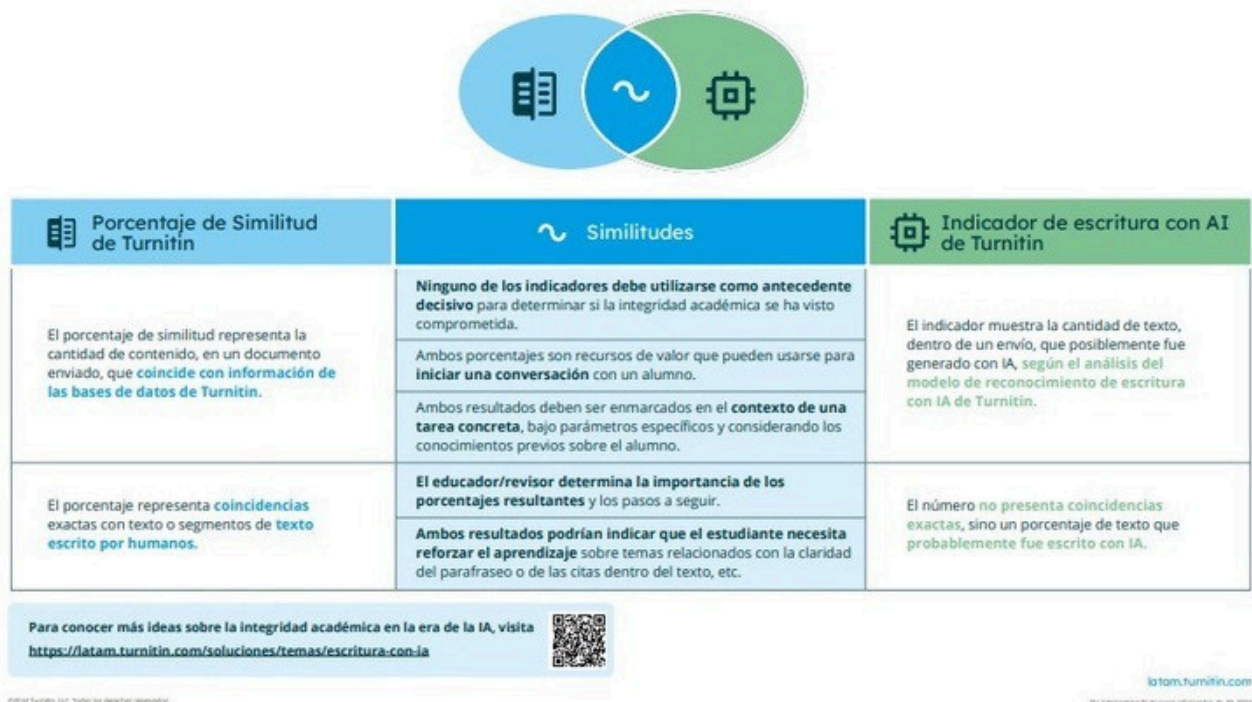 Porcentaje de Similitud
de Turnitin
Similitudes
Indicador de escritura con AI
de Turnitin
El porcentaje de similitud representa la
cantidad de contenido, en un documento
enviado, que coincide con información de
las bases de datos de Turnitin.
Ninguno de los indicadores debe utilizarse como antecedente
decisivo para determinar si la integridad académica se ha visto
comprometida.
Ambos porcentajes son recursos de valor que pueden usarse para
iniciar una conversación con un alumno.
Ambos resultados deben ser enmarcados en el contexto de una
tarea concreta, bajo parámetros específicos y considerando los
conocimientos previos sobre el alumno.
El indicador muestra la cantidad de texto,
dentro de un envío, que posiblemente fue
generado con IA, según el análisis del
modelo de reconocimiento de escritura
con IA de Turnitin.
El porcentaje representa coincidencias
exactas con texto o segmentos de texto
escrito por humanos.
El educador/revisor determina la importancia de los
porcentajes resultantes y los pasos a seguir.
Ambos resultados podrían indicar que el estudiante necesita
reforzar el aprendizaje sobre temas relacionados con la claridad
del parafraseo o de las citas dentro del texto, etc.
El número no presenta coincidencias
exactas, sino un porcentaje de texto que
probablemente fue escrito con IA.
Para conocer más ideas sobre la integridad académica en la era de la IA, visita
https://latam.turnitin.com/soluciones/temas/escritura-con-ia
latam.turnitin.com
Turnitin, LLC. Todos los derechos reservados